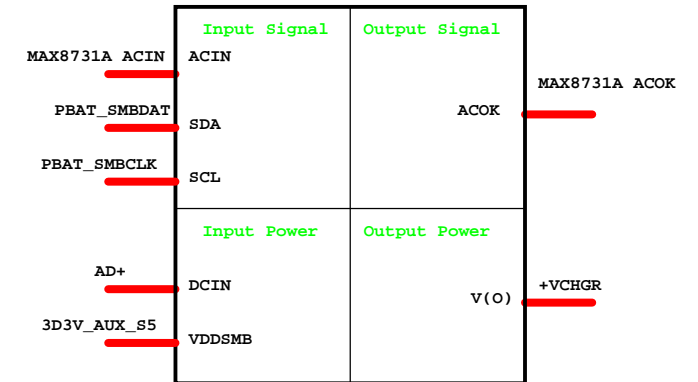 Input Signal Output Signal
MAX8731A ACIN ACIN
MAX8731A ACOK
PBAT_SMBDAT SDA
ACOK
PBAT_SMBCLK SCL
Input Power Output Power
AD+ DCIN
V(O) +VCHGR
3D3V_AUX_S5 VDDSMB